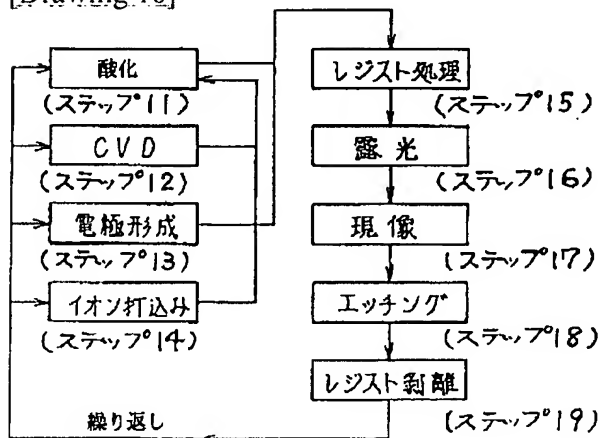 [Drawing 10]
酸化
(ステップ11)
CVD
(ステップ12)
電極形成
(ステップ13)
イオン打込み
(ステップ14)
レジスト処理
(ステップ15)
露光
(ステップ16)
現像
(ステップ17)
エッチング
(ステップ18)
レジスト剥離
(ステップ19)
繰り返し